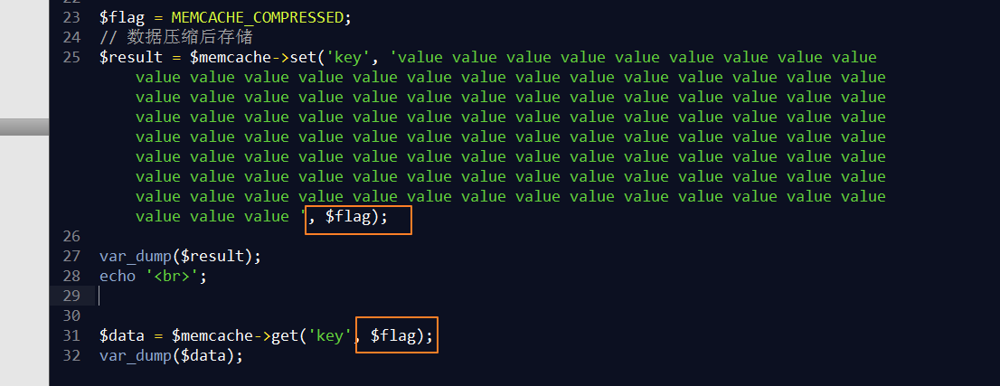 23 $flag = MEMCACHE_COMPRESSED;
24 // 数据压缩后存储
25 $result = $memcache->set('key', 'value value value value value value value value value
value value value value value value value value value value value value value value
value value value value value value value value value value value value value value
value value value value value value value value value value value value value value
value value value value value value value value value value value value value value
value value value value value value value value value value value value value value
value value value value value value value value value value value value value value
value value value value value value value value value value value value value value
value value value ', $flag);
26
27 var_dump($result);
28 echo '<br>';
29
30
31 $data = $memcache->get('key', $flag);
32 var_dump($data);